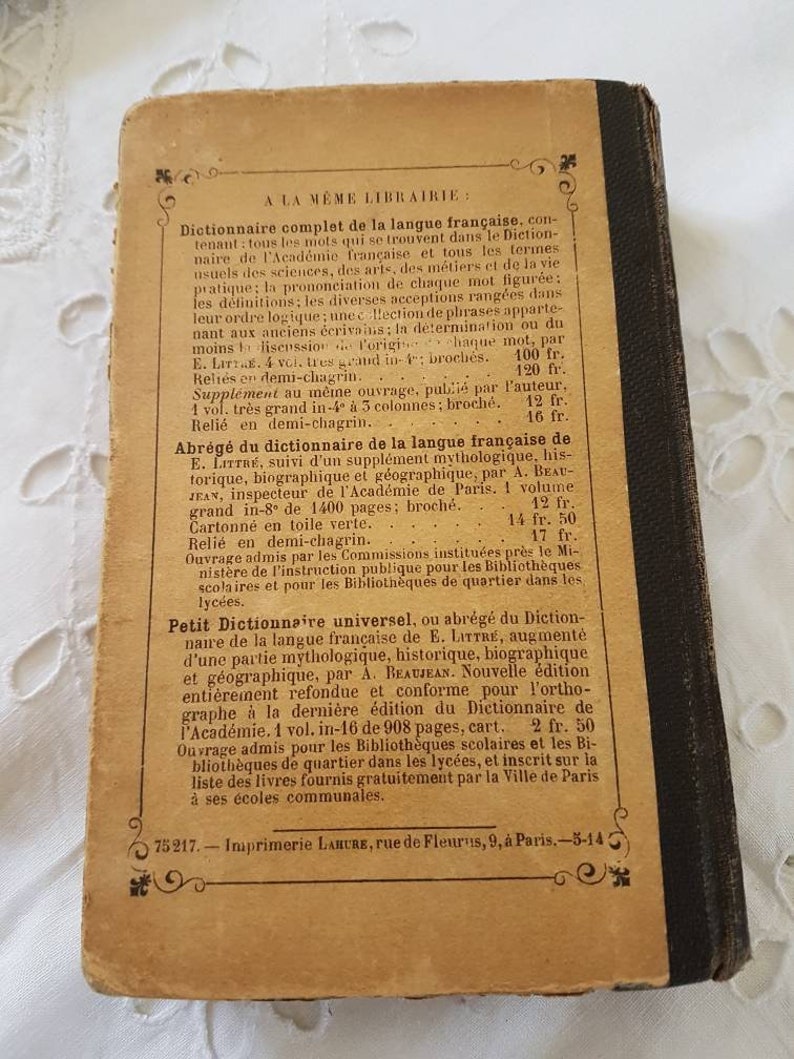 A LA MÊME LIBRAIRIE :
Dictionnaire complet de la langue française, con-
tenant : tous les mots qui se trouvent dans le Diction-
naire de l'Académie française et tous les termes
usuels des sciences, des arts, des métiers et de la vie
pratique; la prononciation de chaque mot figurée;
les définitions; les diverses acceptions rangées dans
leur ordre logique; une collection de phrases apparte-
nant aux anciens écrivains; la détermination ou du
moins la discussion de l'origine de chaque mot, par
E. LITTRÉ. 4 vol. très grand in-4°; brochés. 100 fr.
Reliés en demi-chagrin. . . . . . . 120 fr.
Supplément au même ouvrage, publié par l'auteur,
1 vol. très grand in-4° à 3 colonnes; broché. 12 fr.
Relié en demi-chagrin. . . . . . . 16 fr.
Abrégé du dictionnaire de la langue française de
E. LITTRÉ, suivi d'un supplément mythologique, his-
torique, biographique et géographique, par A. BEAU-
JEAN, inspecteur de l'Académie de Paris. 1 volume
grand in-8° de 1400 pages; broché. . . 12 fr.
Cartonné en toile verte. . . . . . 14 fr. 50
Relié en demi-chagrin. . . . . . . 17 fr.
Ouvrage admis par les Commissions instituées près le Mi-
nistère de l'instruction publique pour les Bibliothèques
scolaires et pour les Bibliothèques de quartier dans les
lycées.
Petit Dictionnaire universel, ou abrégé du Diction-
naire de la langue française de E. LITTRÉ, augmenté
d'une partie mythologique, historique, biographique
et géographique, par A. BEAUJEAN. Nouvelle édition
entièrement refondue et conforme pour l'ortho-
graphe à la dernière édition du Dictionnaire de
l'Académie. 1 vol. in-16 de 908 pages, cart. 2 fr. 50
Ouvrage admis pour les Bibliothèques scolaires et les Bi-
bliothèques de quartier dans les lycées, et inscrit sur la
liste des livres fournis gratuitement par la Ville de Paris
à ses écoles communales.
75217. — Imprimerie LAHURE, rue de Fleurus, 9, à Paris. — 5-14